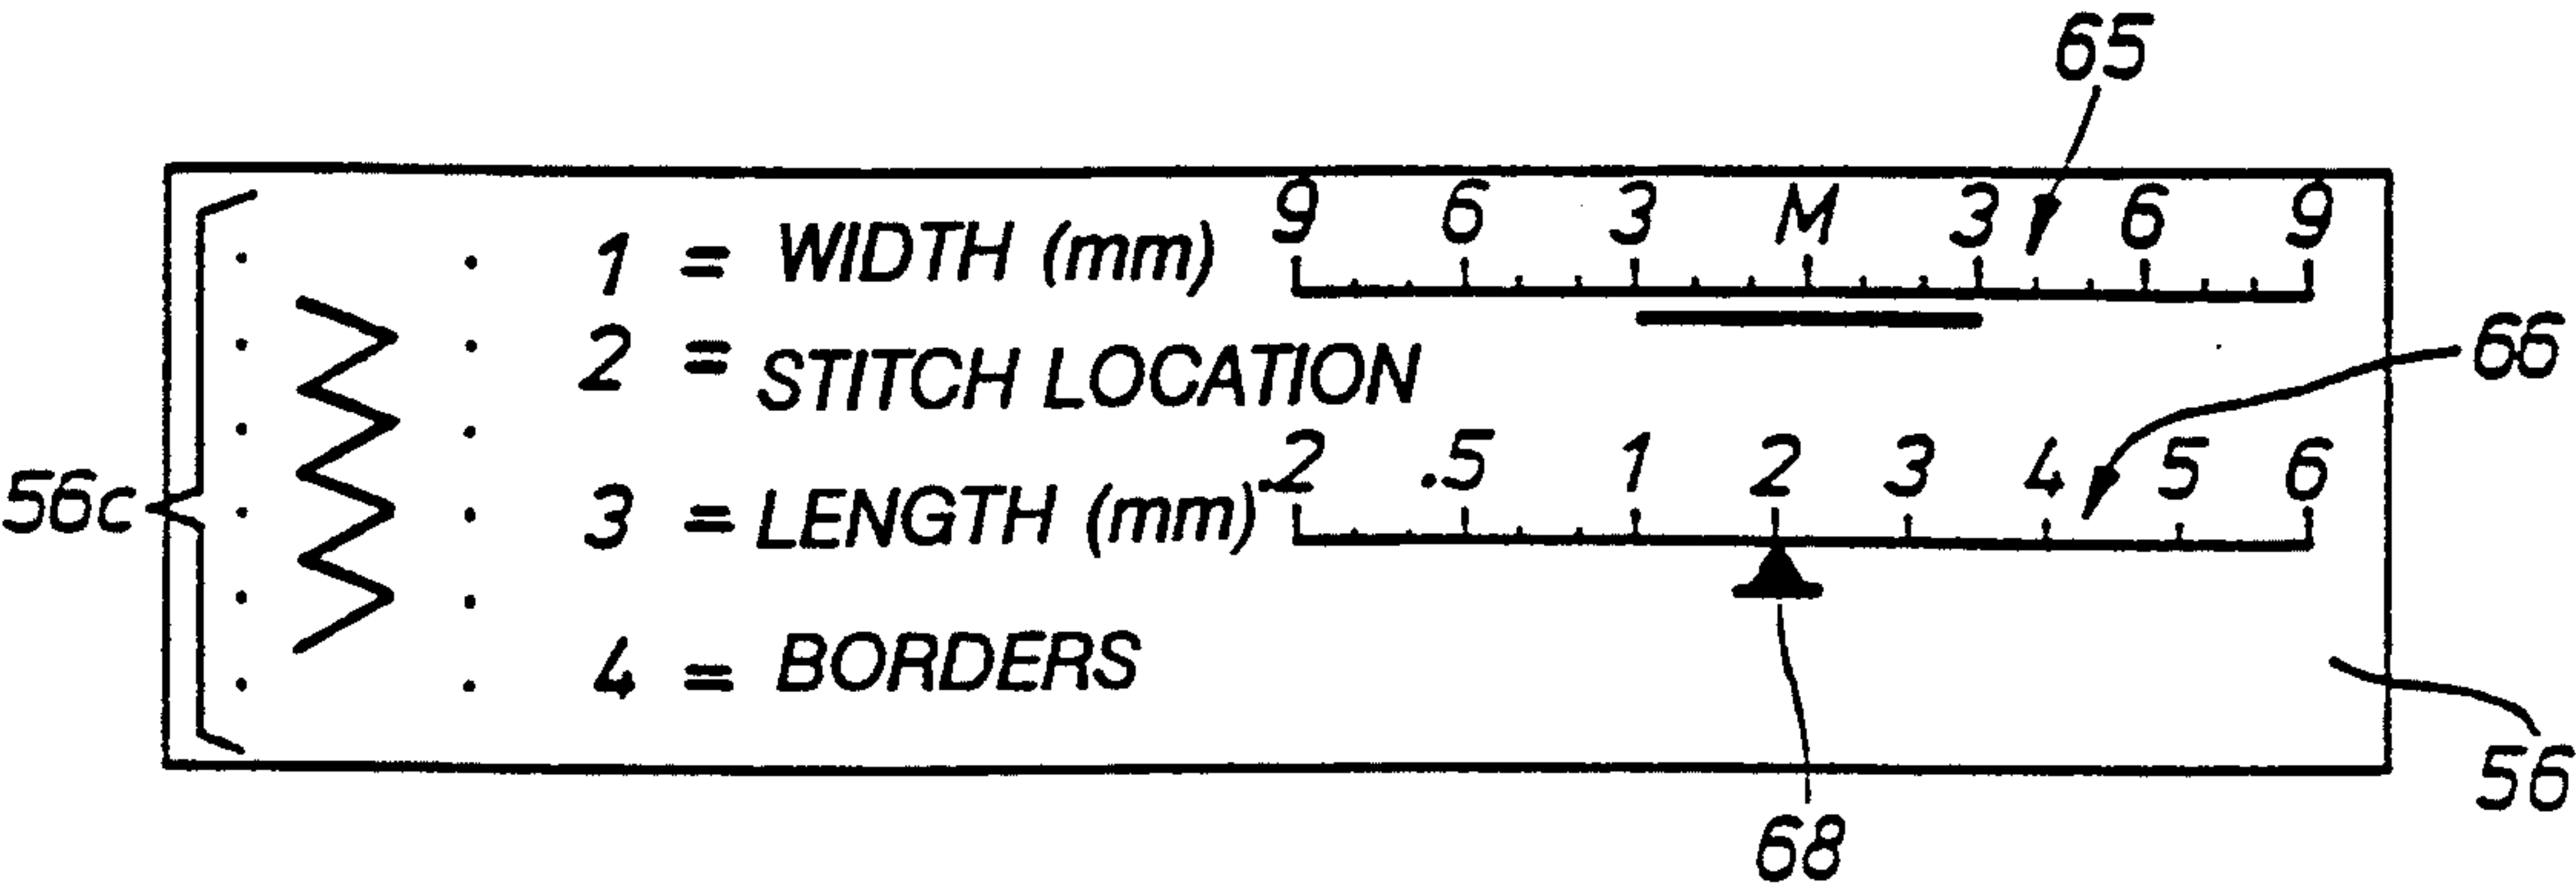 65
9 6 3 M 3 6 9
1 = WIDTH (mm)
2 = STITCH LOCATION
66
.2 .5 1 2 3 4 5 6
3 = LENGTH (mm)
56c
4 = BORDERS
56
68